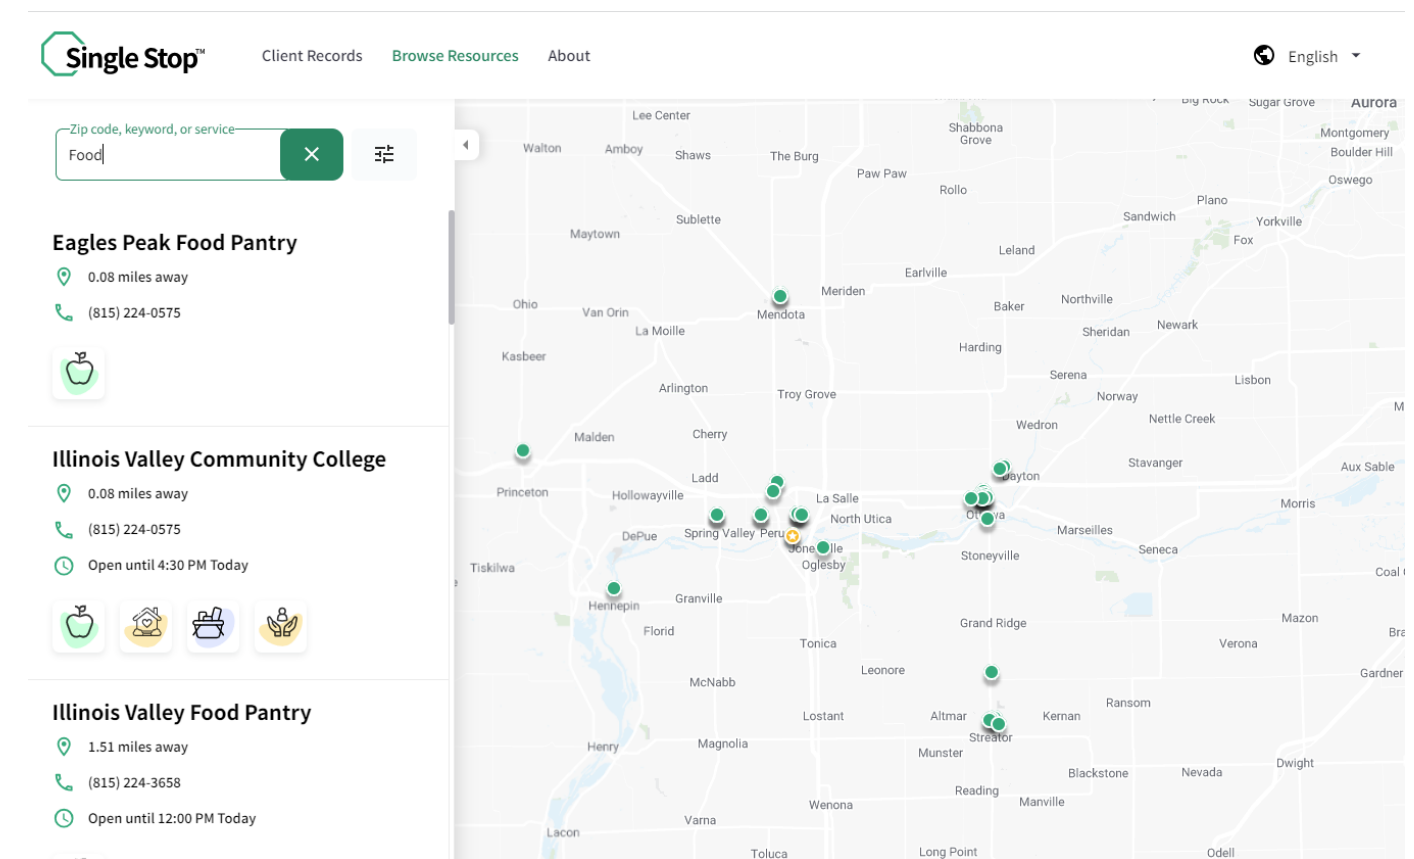 Single Stop™
Client Records
Browse Resources
About
English
Zip code, keyword, or service
Food
Eagles Peak Food Pantry
0.08 miles away
(815) 224-0575
Illinois Valley Community College
0.08 miles away
(815) 224-0575
Open until 4:30 PM Today
Illinois Valley Food Pantry
1.51 miles away
(815) 224-3658
Open until 12:00 PM Today
Big Rock
Sugar Grove
Aurora
Lee Center
Shabbona
Grove
Montgomery
Walton
Amboy
Shaws
The Burg
Boulder Hill
Paw Paw
Oswego
Rollo
Plano
Sublette
Sandwich
Yorkville
Maytown
Fox
Leland
Earlville
Meriden
Ohio
Van Orin
Mendota
Baker
Northville
La Moille
Sheridan
Newark
Kasbeer
Harding
Serena
Lisbon
Arlington
Troy Grove
Norway
Nettle Creek
Wedron
Malden
Cherry
Stavanger
Aux Sable
Ladd
Dayton
Princeton
Hollowayville
La Salle
Morris
North Utica
Ottawa
DePue
Spring Valley
Peru
Marseilles
Seneca
Stoneyville
Oglesby
Tiskilwa
Coal
Granville
Hennepin
Mazon
Florid
Grand Ridge
Tonica
Verona
Leonore
Gardner
McNabb
Ransom
Lostant
Altmar
Kernan
Henry
Magnolia
Streator
Munster
Dwight
Blackstone
Nevada
Reading
Manville
Wenona
Varna
Lacon
Toluca
Long Point
Odell